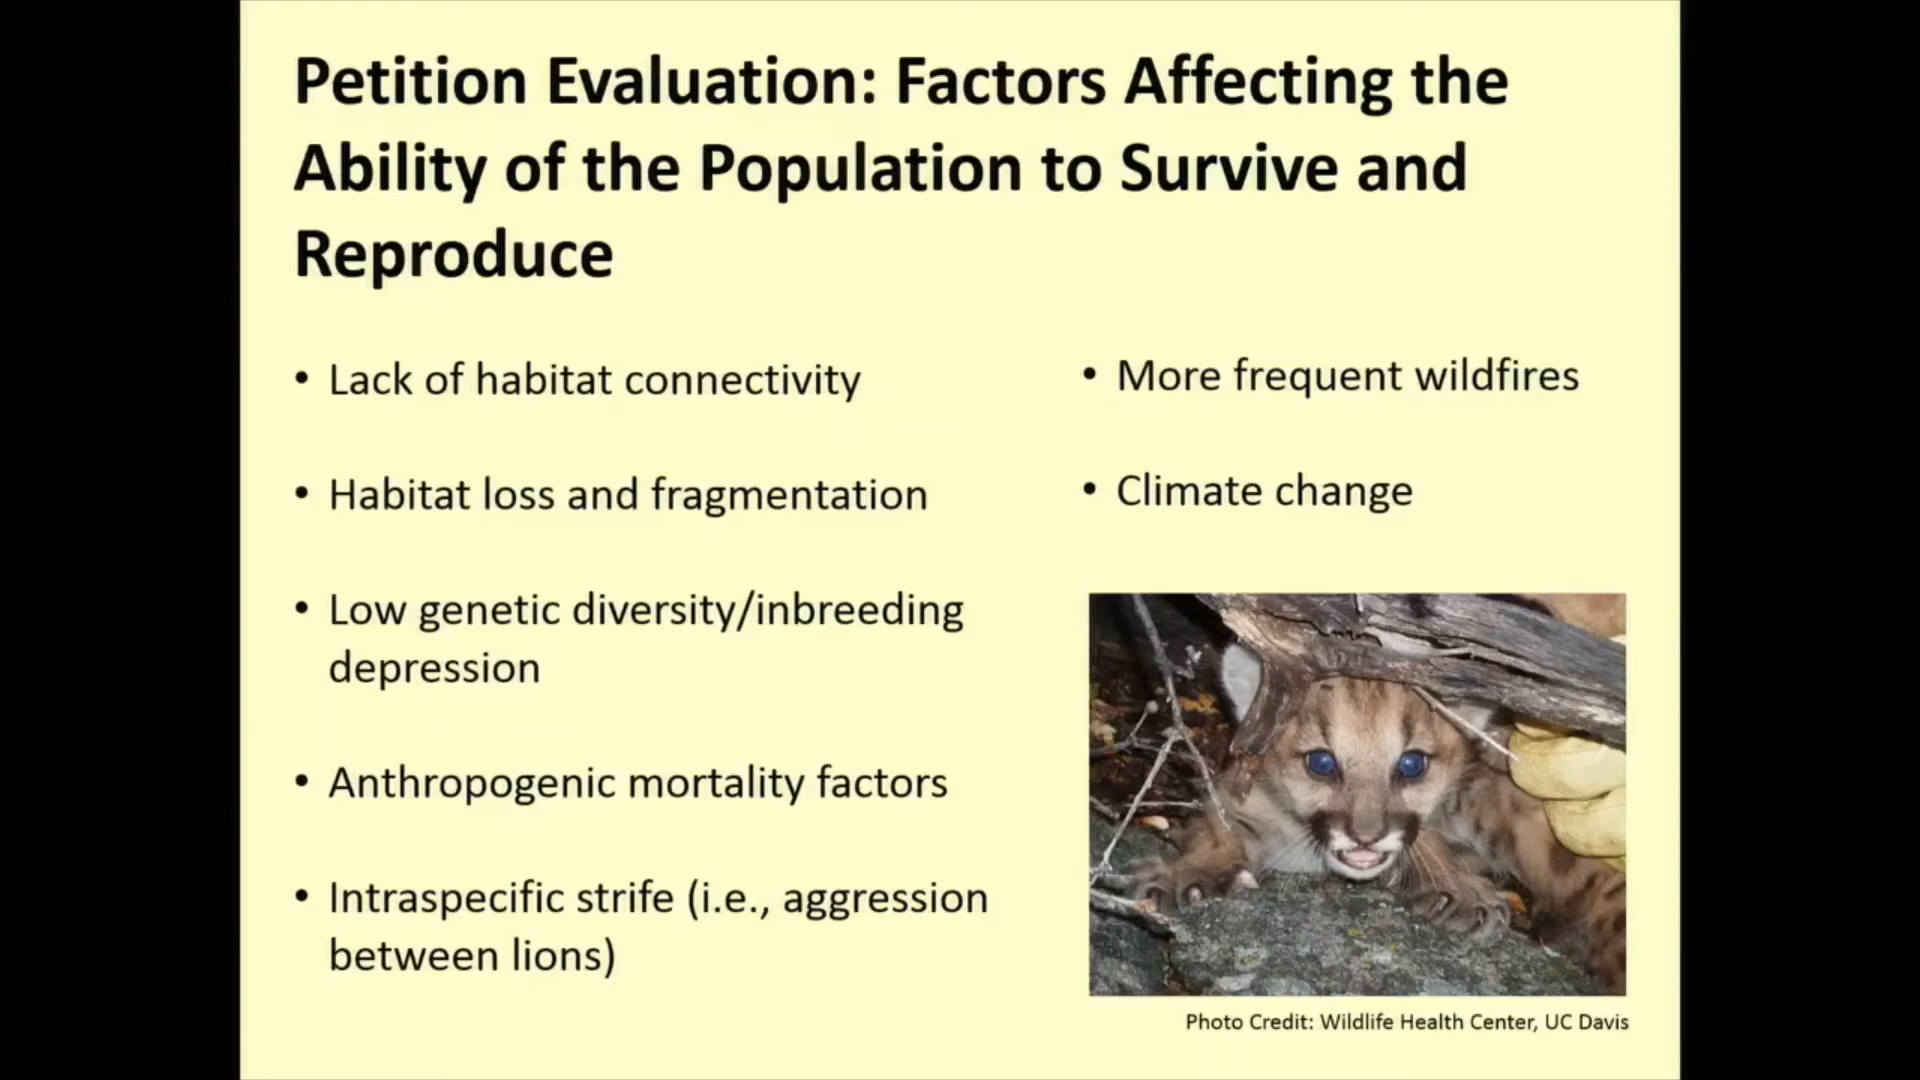 Petition Evaluation: Factors Affecting the
Ability of the Population to Survive and
Reproduce
• Lack of habitat connectivity
• Habitat loss and fragmentation
• Low genetic diversity/inbreeding
depression
• Anthropogenic mortality factors
• Intraspecific strife (i.e., aggression
between lions)
• More frequent wildfires
• Climate change
Photo Credit: Wildlife Health Center, UC Davis